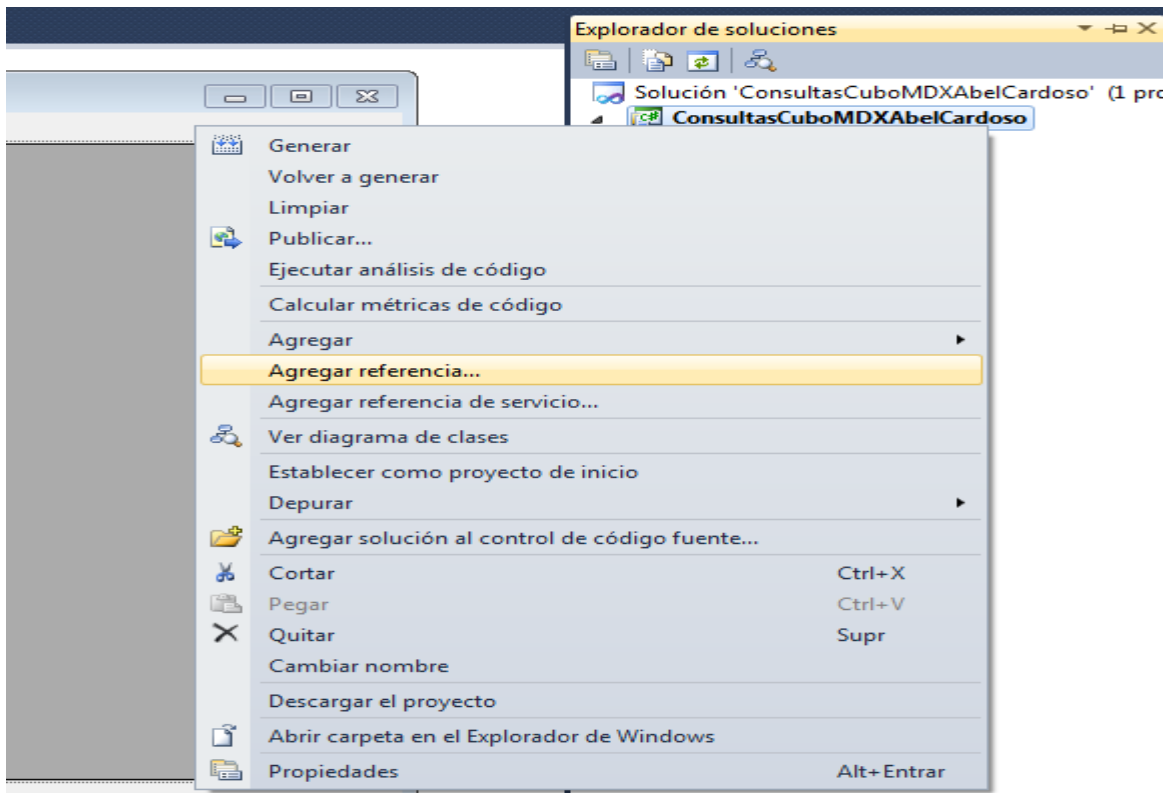 Explorador de soluciones
Solución 'ConsultasCuboMDXAbelCardoso' (1 pro
ConsultasCuboMDXAbelCardoso
Generar
Volver a generar
Limpiar
Publicar...
Ejecutar análisis de código
Calcular métricas de código
Agregar
Agregar referencia...
Agregar referencia de servicio...
Ver diagrama de clases
Establecer como proyecto de inicio
Depurar
Agregar solución al control de código fuente...
Cortar Ctrl+X
Pegar Ctrl+V
Quitar Supr
Cambiar nombre
Descargar el proyecto
Abrir carpeta en el Explorador de Windows
Propiedades Alt+Entrar